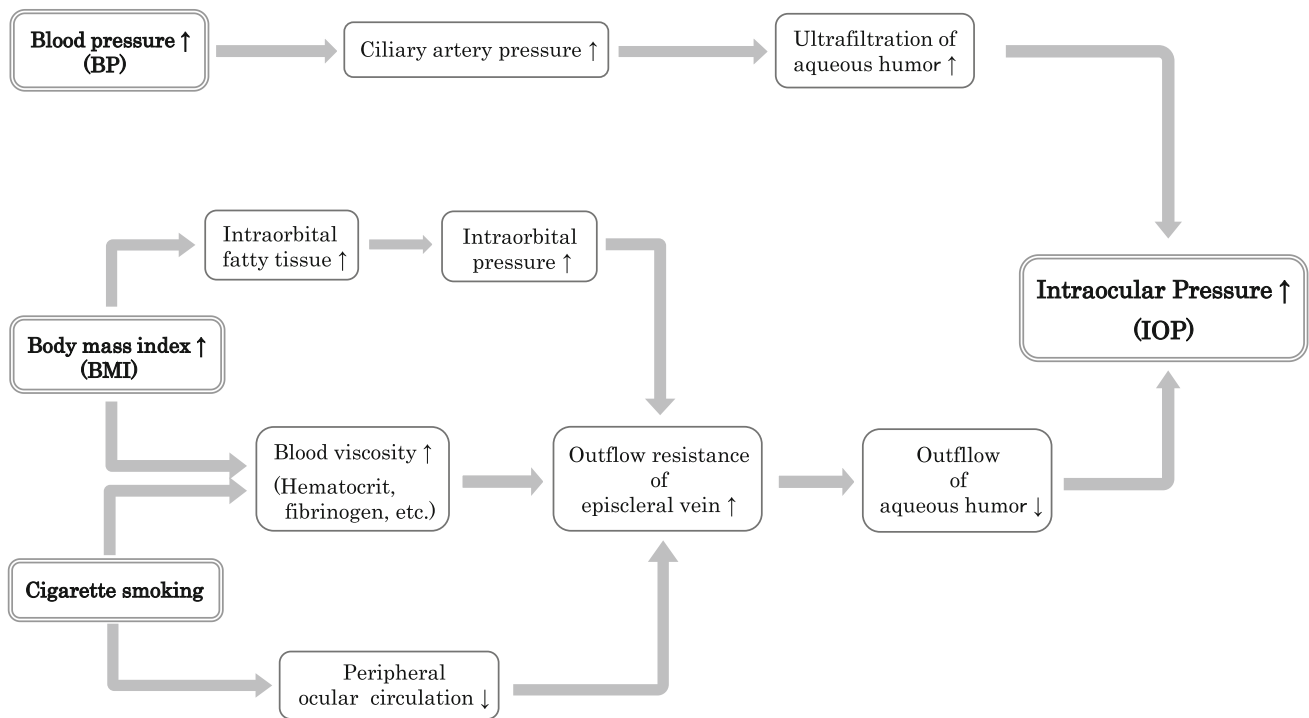 Blood pressure ↑
(BP)
Ciliary artery pressure ↑
Ultrafiltration of
aqueous humor ↑
Intraorbital
fatty tissue ↑
Intraorbital
pressure ↑
Intraocular Pressure ↑
(IOP)
Body mass index ↑
(BMI)
Blood viscosity ↑
(Hematocrit,
fibrinogen, etc.)
Outflow resistance
of
episcleral vein ↑
Outfllow
of
aqueous humor ↓
Cigarette smoking
Peripheral
ocular circulation ↓